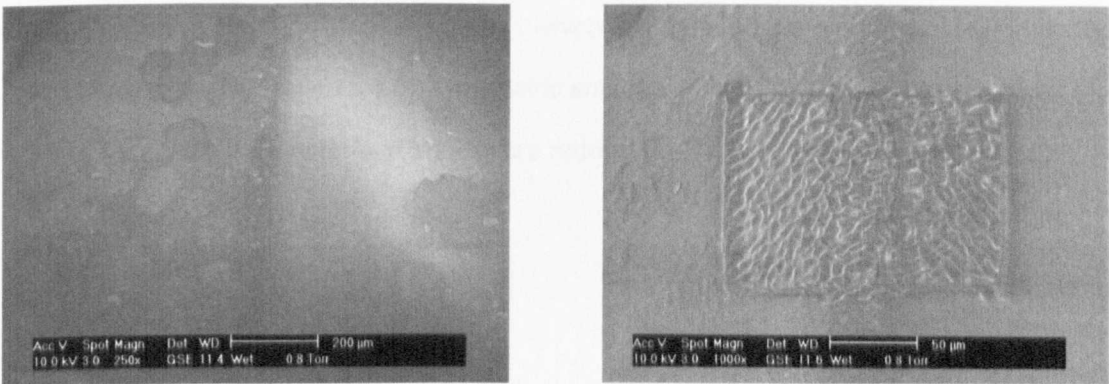 Acc V Spot Magn Det WD 200 µm
10.0 kV 3.0 250x GSE 11.4 Wet 0.8 Torr
Acc V Spot Magn Det WD 50 µm
10.0 kV 3.0 1000x GSE 11.6 Wet 0.8 Torr